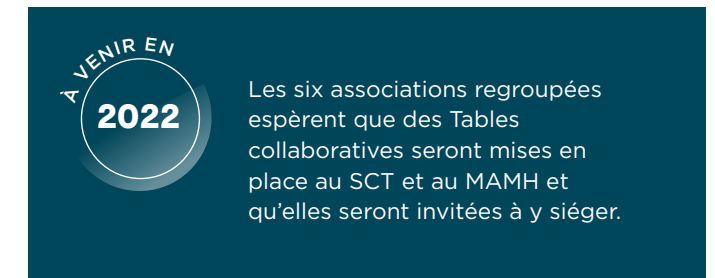 À VENIR EN
2022
Les six associations regroupées
espèrent que des Tables
collaboratives seront mises en
place au SCT et au MAMH et
qu’elles seront invitées à y siéger.